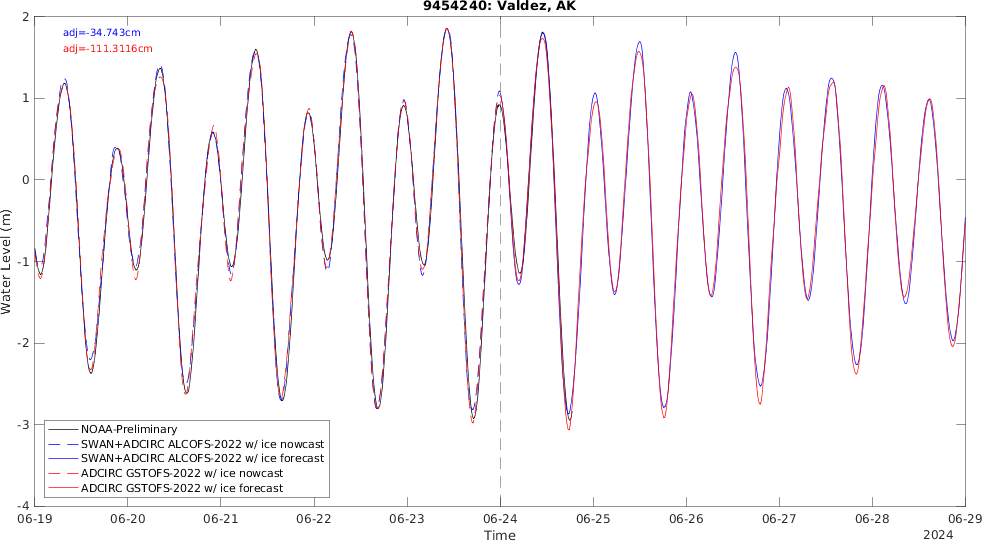 9454240: Valdez, AK
adj=-34.743cm
adj=-111.3116cm
2
1
0
-1
-2
-3
-4
Water Level (m)
NOAA-Preliminary
SWAN+ADCIRC ALCOFS-2022 w/ ice nowcast
SWAN+ADCIRC ALCOFS-2022 w/ ice forecast
ADCIRC GSTOFS-2022 w/ ice nowcast
ADCIRC GSTOFS-2022 w/ ice forecast
06-19 06-20 06-21 06-22 06-23 06-24 06-25 06-26 06-27 06-28 06-29
Time
2024